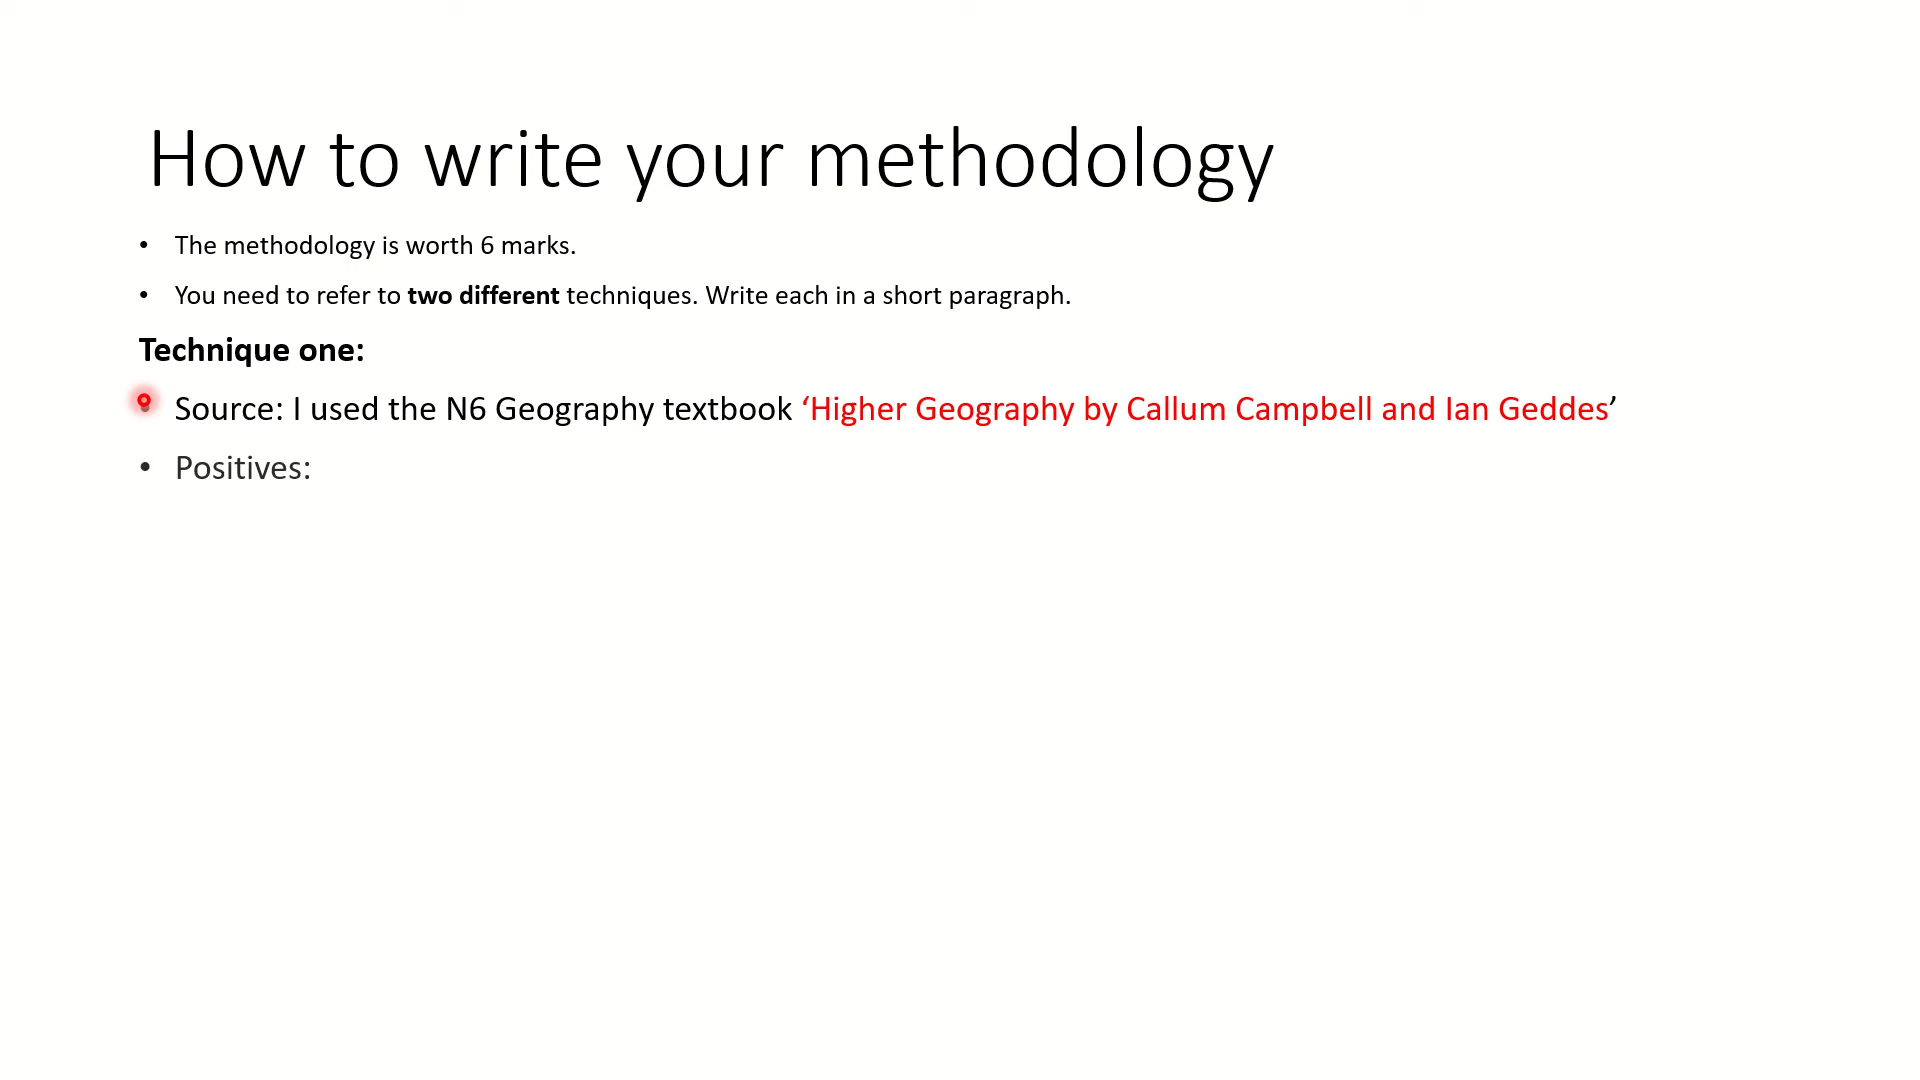 How to write your methodology
• The methodology is worth 6 marks.
• You need to refer to two different techniques. Write each in a short paragraph.
Technique one:
Source: I used the N6 Geography textbook ‘Higher Geography by Callum Campbell and Ian Geddes’
• Positives: